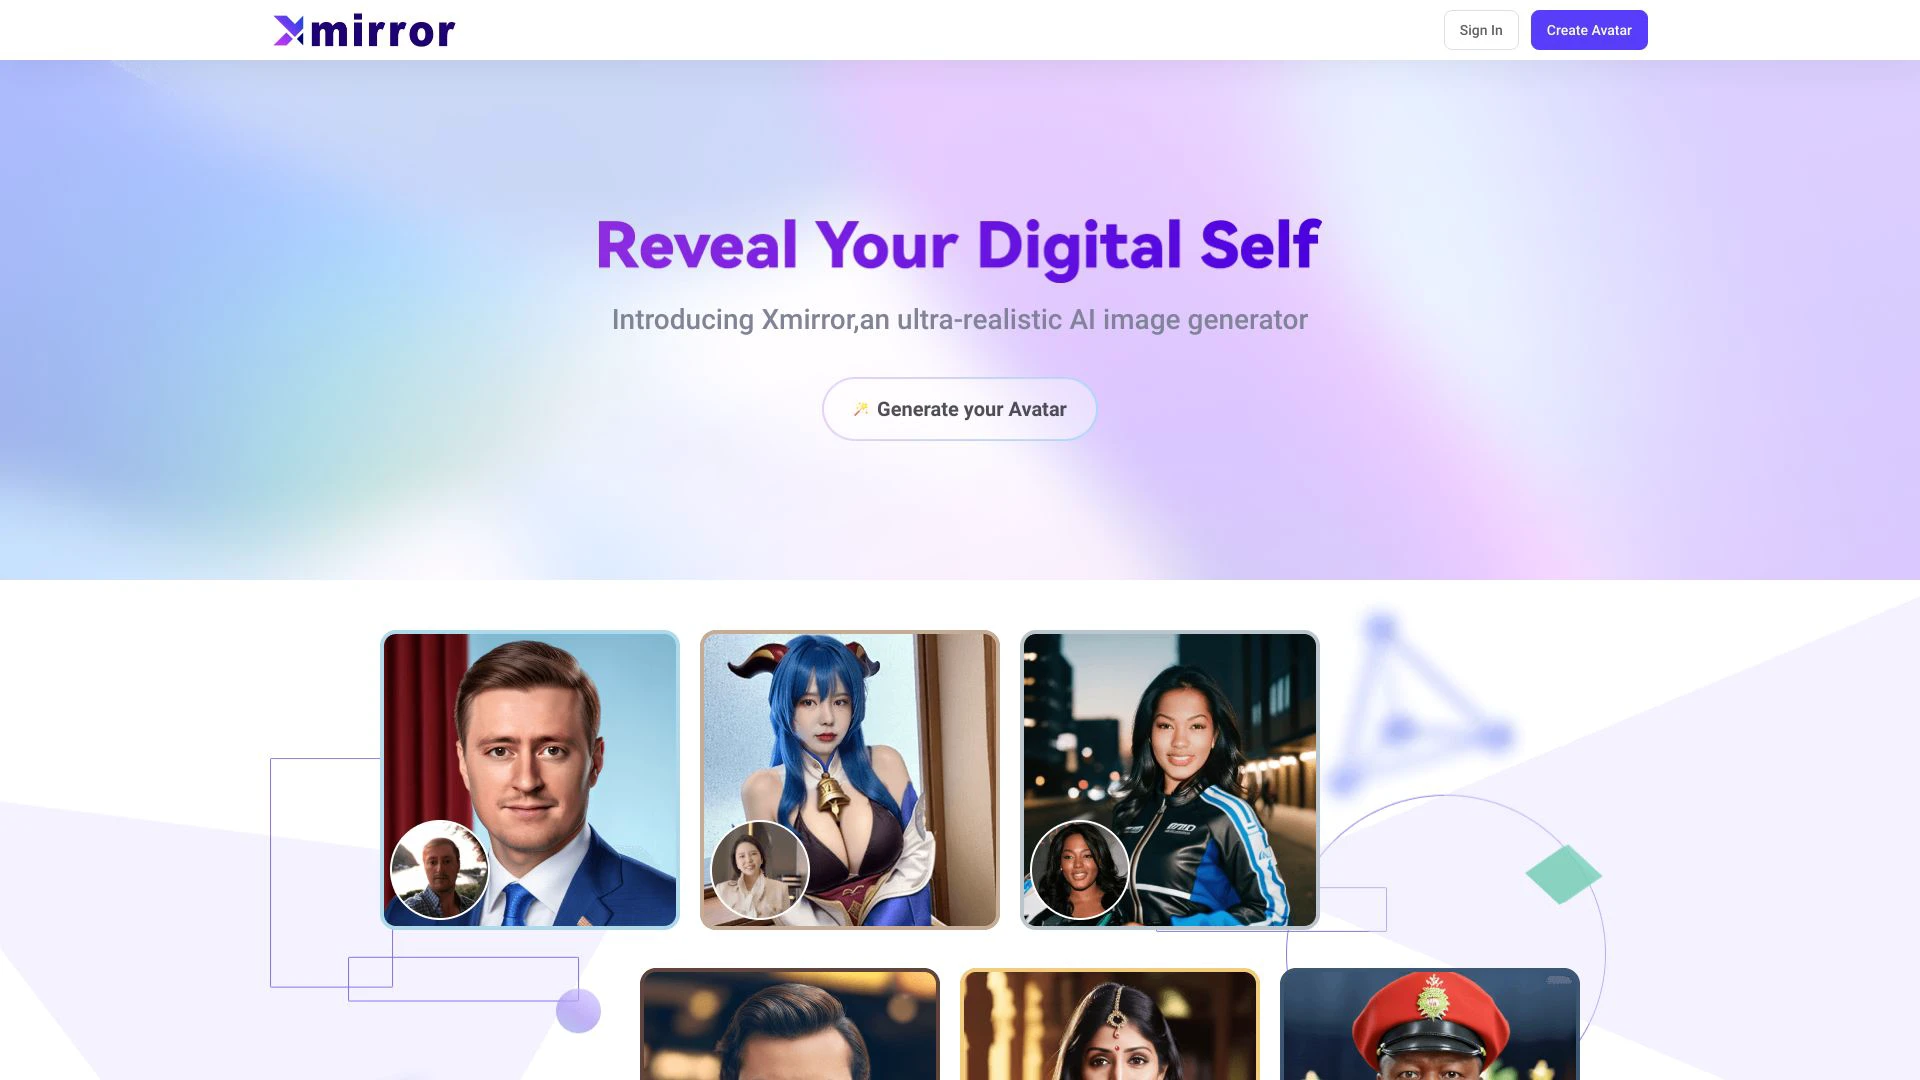 Xmirror
Sign In
Create Avatar
Reveal Your Digital Self
Introducing Xmirror,an ultra-realistic AI image generator
Generate your Avatar